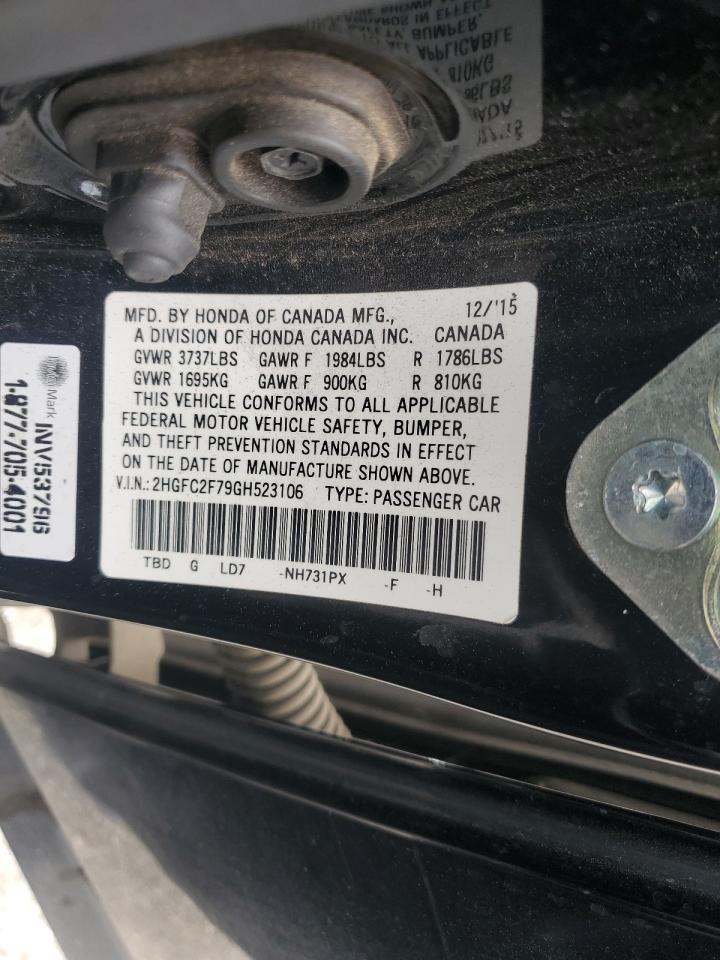 MFD. BY HONDA OF CANADA MFG., 12/'15
A DIVISION OF HONDA CANADA INC. CANADA
GVWR 3737LBS GAWR F 1984LBS R 1786LBS
GVWR 1695KG GAWR F 900KG R 810KG
THIS VEHICLE CONFORMS TO ALL APPLICABLE
FEDERAL MOTOR VEHICLE SAFETY, BUMPER,
AND THEFT PREVENTION STANDARDS IN EFFECT
ON THE DATE OF MANUFACTURE SHOWN ABOVE.
V.I.N.: 2HGFC2F79GH523106 TYPE: PASSENGER CAR
TBD G LD7 -NH731PX -F -H
Mark
INV53796
1-877-705-4001